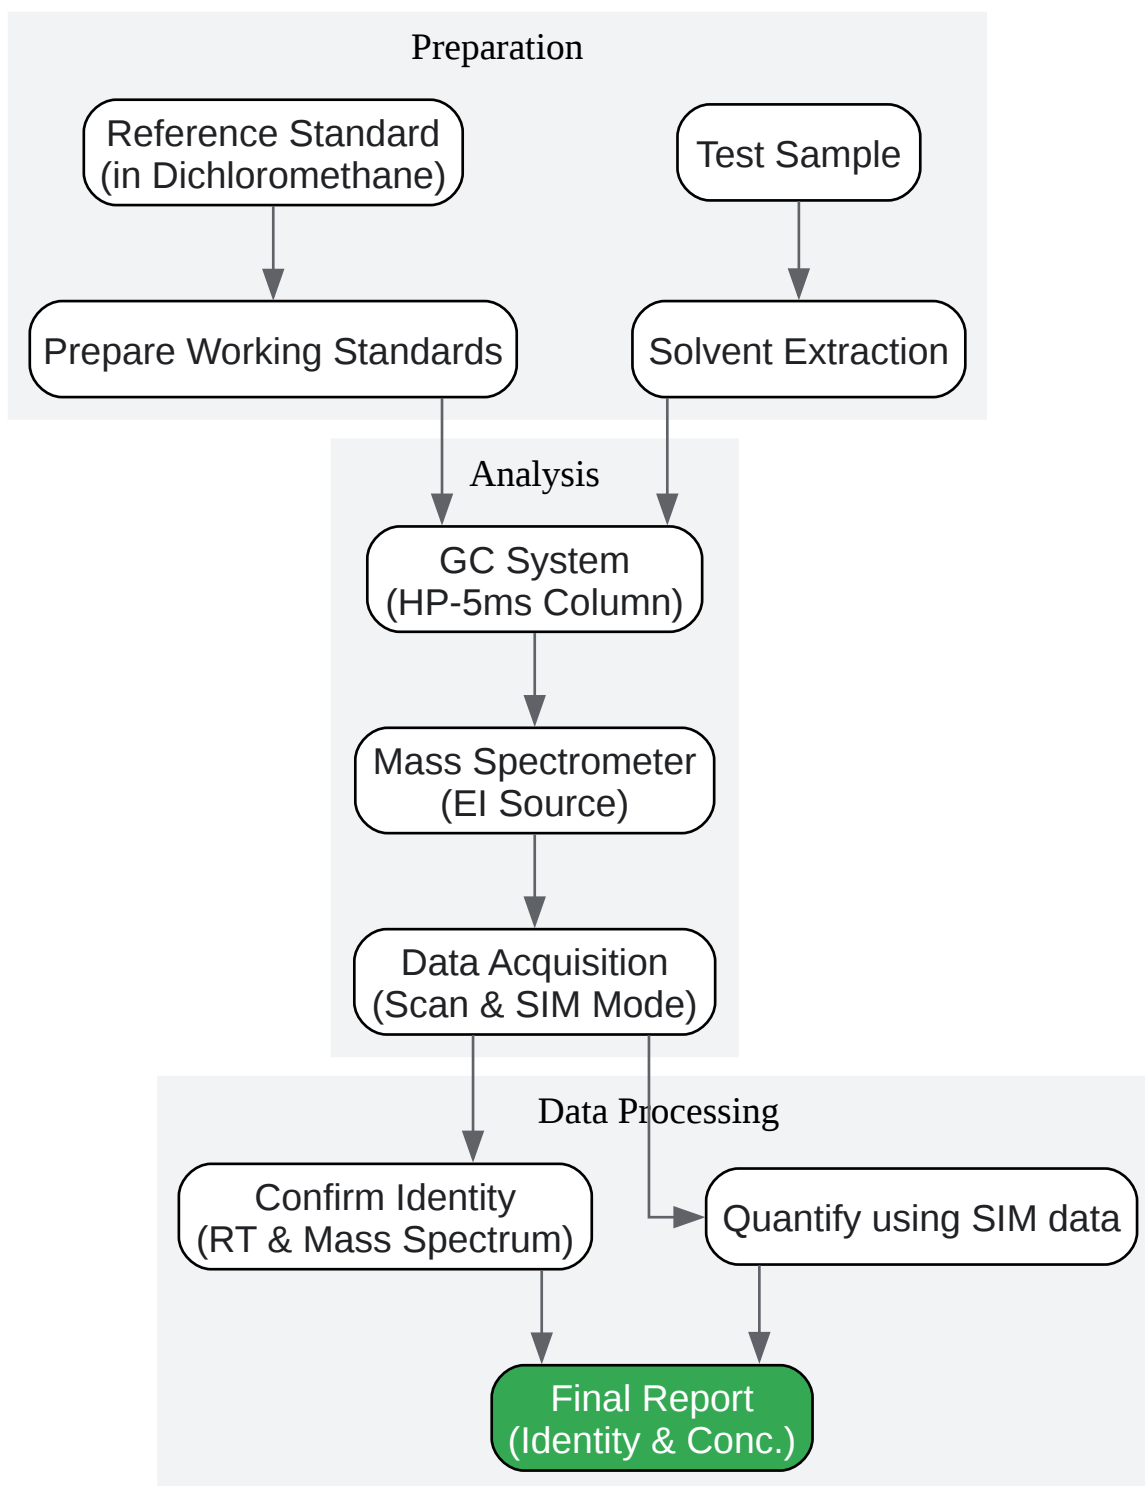 Preparation
Reference Standard
(in Dichloromethane)
Test Sample
Prepare Working Standards
Solvent Extraction
Analysis
GC System
(HP-5ms Column)
Mass Spectrometer
(EI Source)
Data Acquisition
(Scan & SIM Mode)
Data Processing
Confirm Identity
(RT & Mass Spectrum)
Quantify using SIM data
Final Report
(Identity & Conc.)